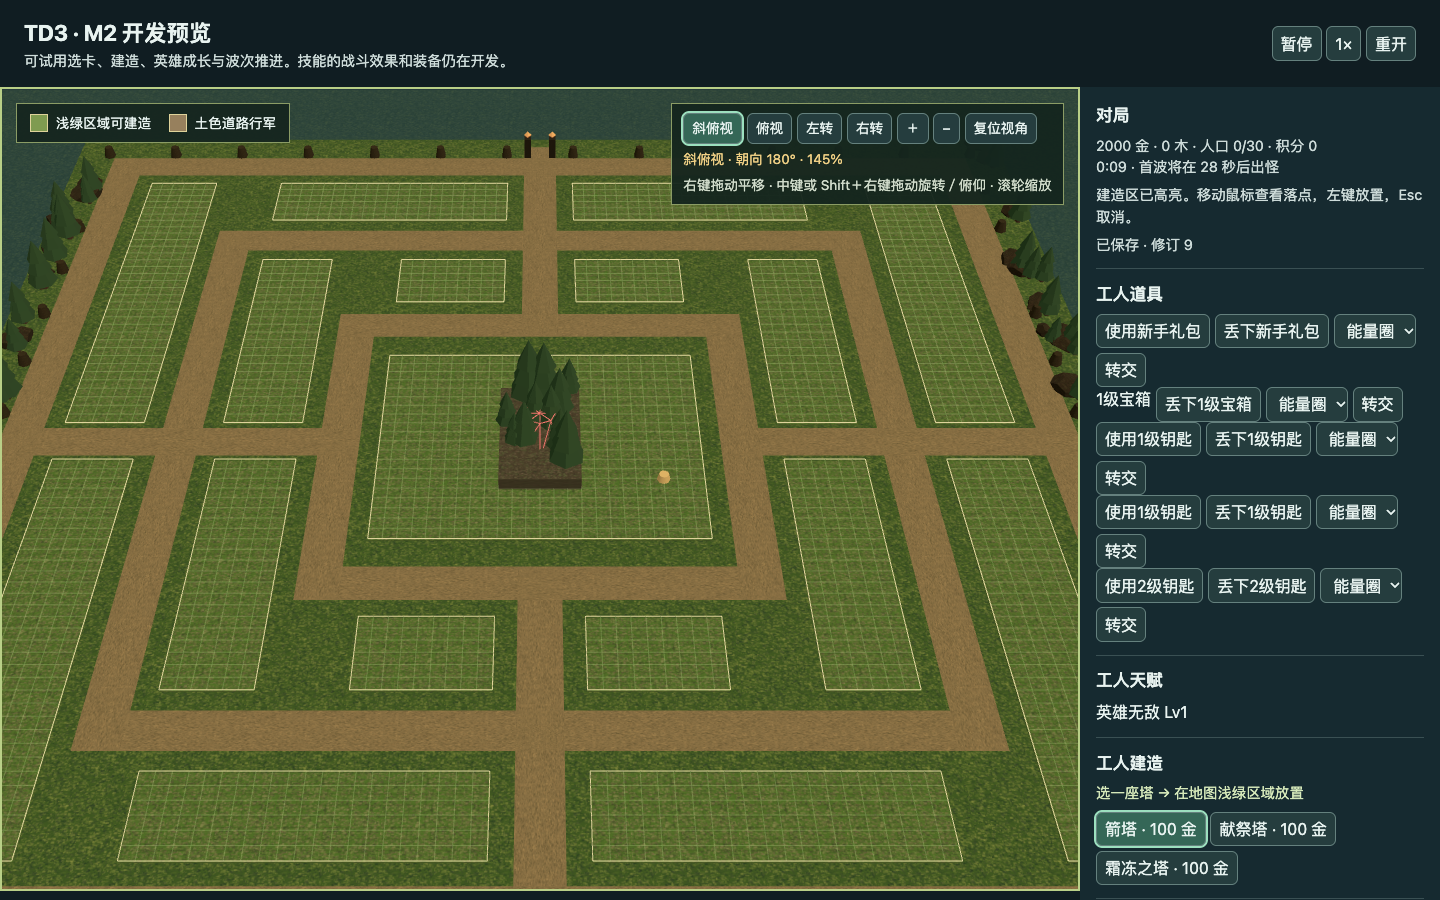 TD3 · M2 开发预览
可试用选卡、建造、英雄成长与波次推进。技能的战斗效果和装备仍在开发。
暂停 1× 重开
浅绿区域可建造 土色道路行军
斜俯视 俯视 左转 右转 + − 复位视角
斜俯视 · 朝向 180° · 145%
右键拖动平移 · 中键或 Shift＋右键拖动旋转 / 俯仰 · 滚轮缩放
对局
2000 金 · 0 木 · 人口 0/30 · 积分 0
0:09 · 首波将在 28 秒后出怪
建造区已高亮。移动鼠标查看落点，左键放置，Esc
取消。
已保存 · 修订 9
工人道具
使用新手礼包 丢下新手礼包 能量圈
转交
1级宝箱 丢下1级宝箱 能量圈 转交
使用1级钥匙 丢下1级钥匙 能量圈
转交
使用1级钥匙 丢下1级钥匙 能量圈
转交
使用2级钥匙 丢下2级钥匙 能量圈
转交
工人天赋
英雄无敌 Lv1
工人建造
选一座塔 → 在地图浅绿区域放置
箭塔 · 100 金 献祭塔 · 100 金
霜冻之塔 · 100 金